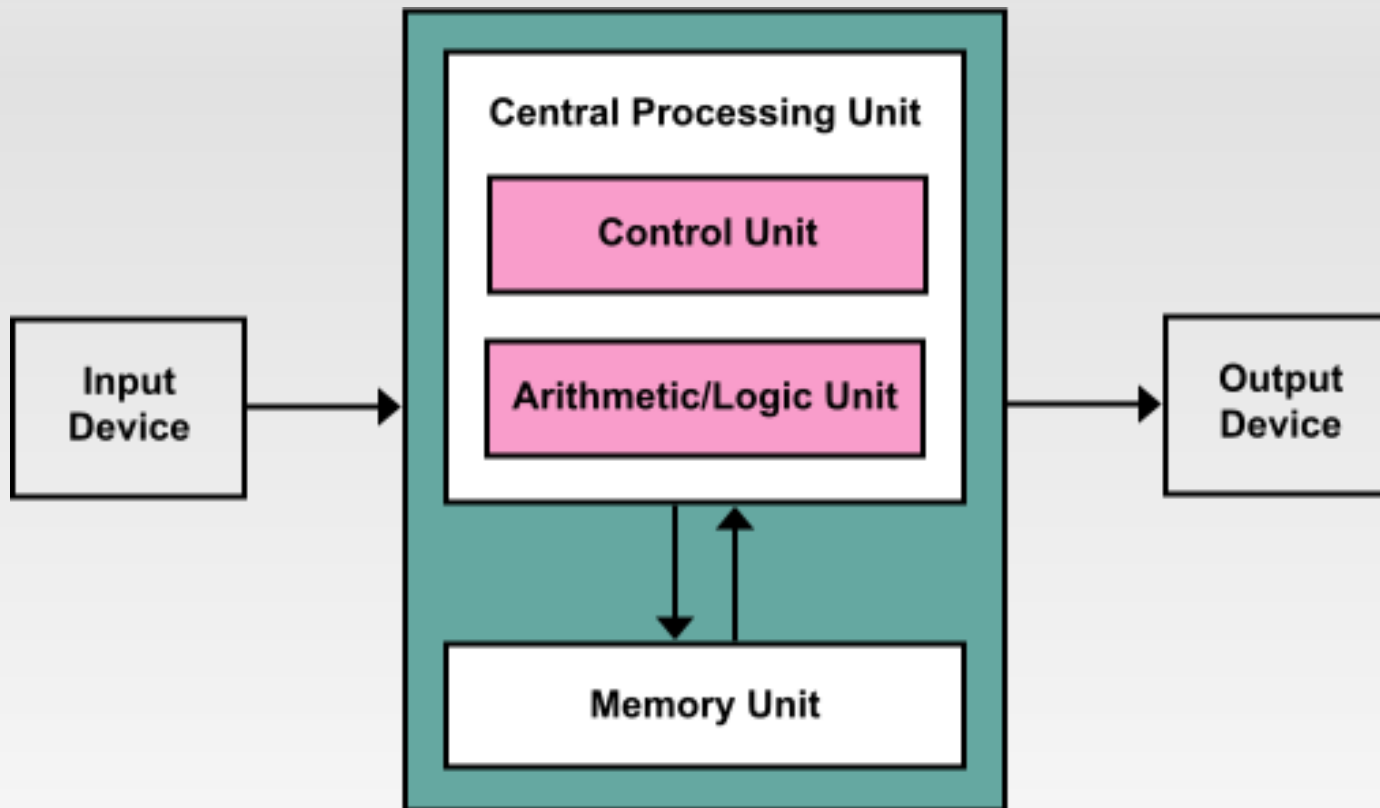 Central Processing Unit
Control Unit
Arithmetic/Logic Unit
Input
Device
Output
Device
Memory Unit